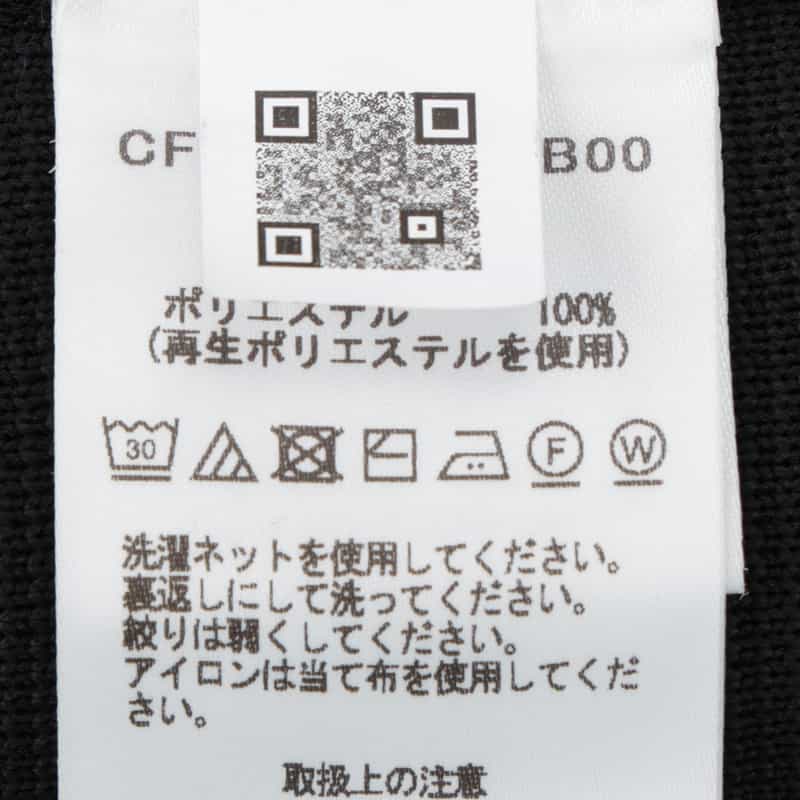 CF B00
ポリエステル 100%
(再生ポリエステルを使用)
30 F W
洗濯ネットを使用してください。
裏返しにして洗ってください。
絞りは弱くしてください。
アイロンは当て布を使用してくだ
さい。
取扱上の注意